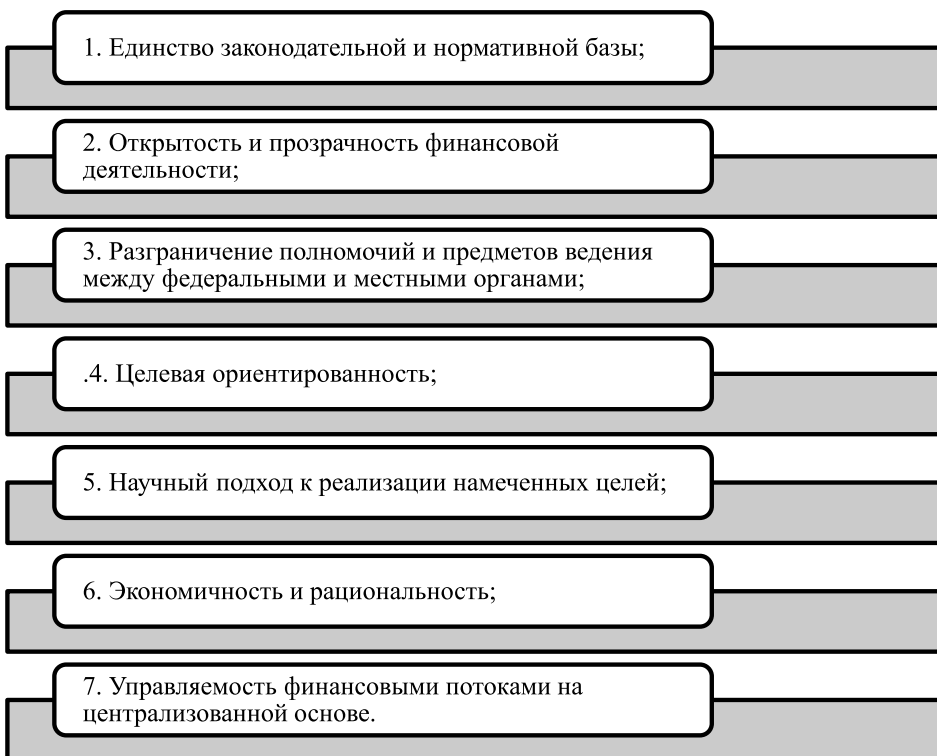 1. Единство законодательной и нормативной базы;
2. Открытость и прозрачность финансовой
деятельности;
3. Разграничение полномочий и предметов ведения
между федеральными и местными органами;
.4. Целевая ориентированность;
5. Научный подход к реализации намеченных целей;
6. Экономичность и рациональность;
7. Управляемость финансовыми потоками на
централизованной основе.